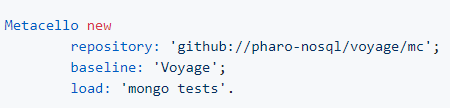 Metacello new
repository: 'github://pharo-nosql/voyage/mc';
baseline: 'Voyage';
load: 'mongo tests'.